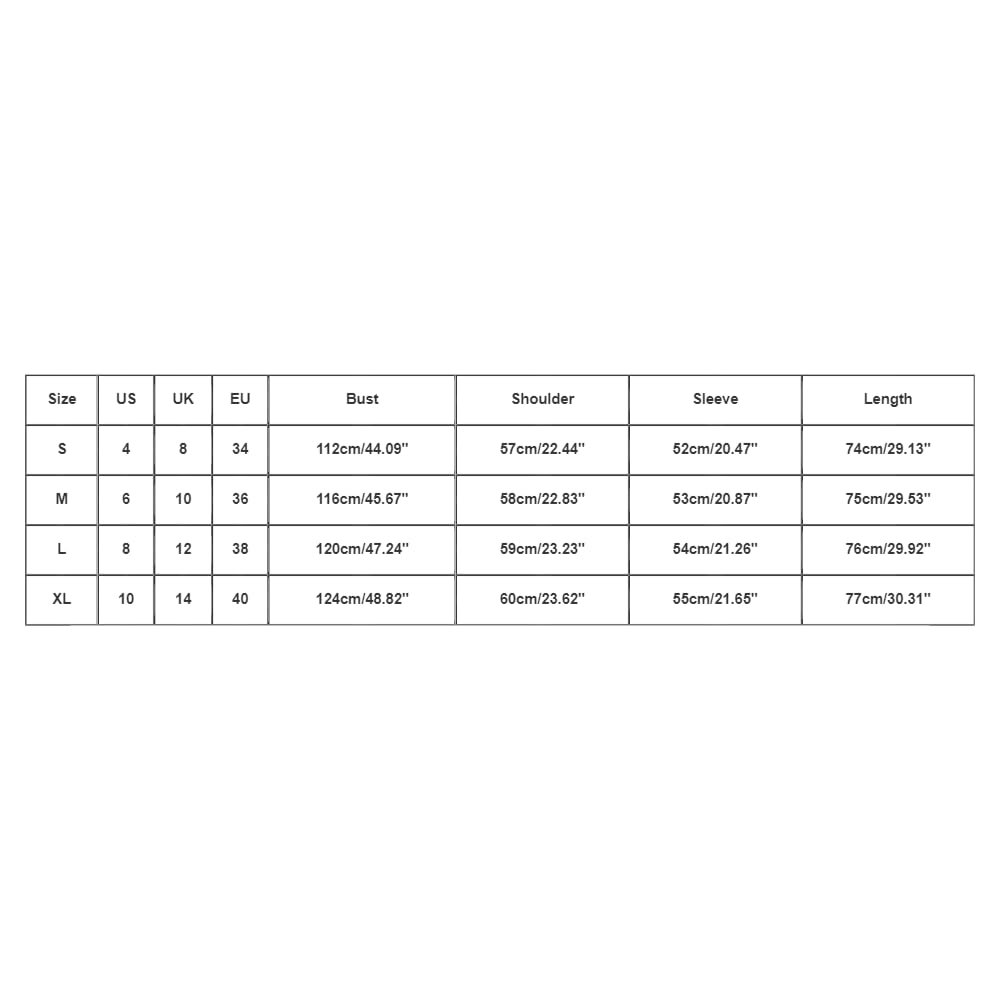 Size US UK EU Bust Shoulder Sleeve Length
S 4 8 34 112cm/44.09'' 57cm/22.44'' 52cm/20.47'' 74cm/29.13''
M 6 10 36 116cm/45.67'' 58cm/22.83'' 53cm/20.87'' 75cm/29.53''
L 8 12 38 120cm/47.24'' 59cm/23.23'' 54cm/21.26'' 76cm/29.92''
XL 10 14 40 124cm/48.82'' 60cm/23.62'' 55cm/21.65'' 77cm/30.31''